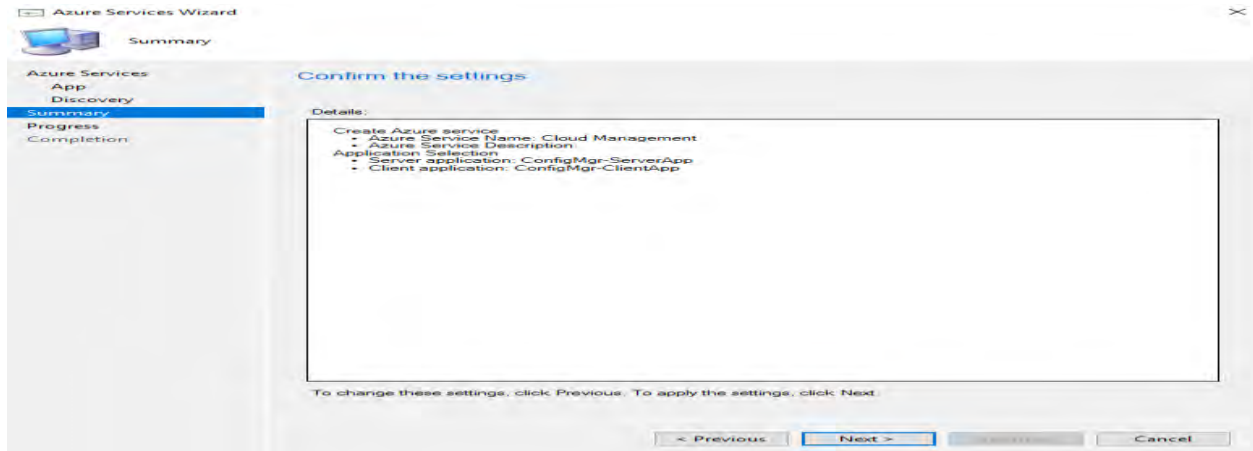 Azure Services Wizard
Summary
Azure Services
App
Discovery
Summary
Progress
Completion
Confirm the settings
Details:
Create Azure service
• Azure Service Name: Cloud Management
• Azure Service Description:
Application Selection
• Server application: ConfigMgr-ServerApp
• Client application: ConfigMgr-ClientApp
To change these settings, click Previous. To apply the settings, click Next.
< Previous
Next >
Cancel